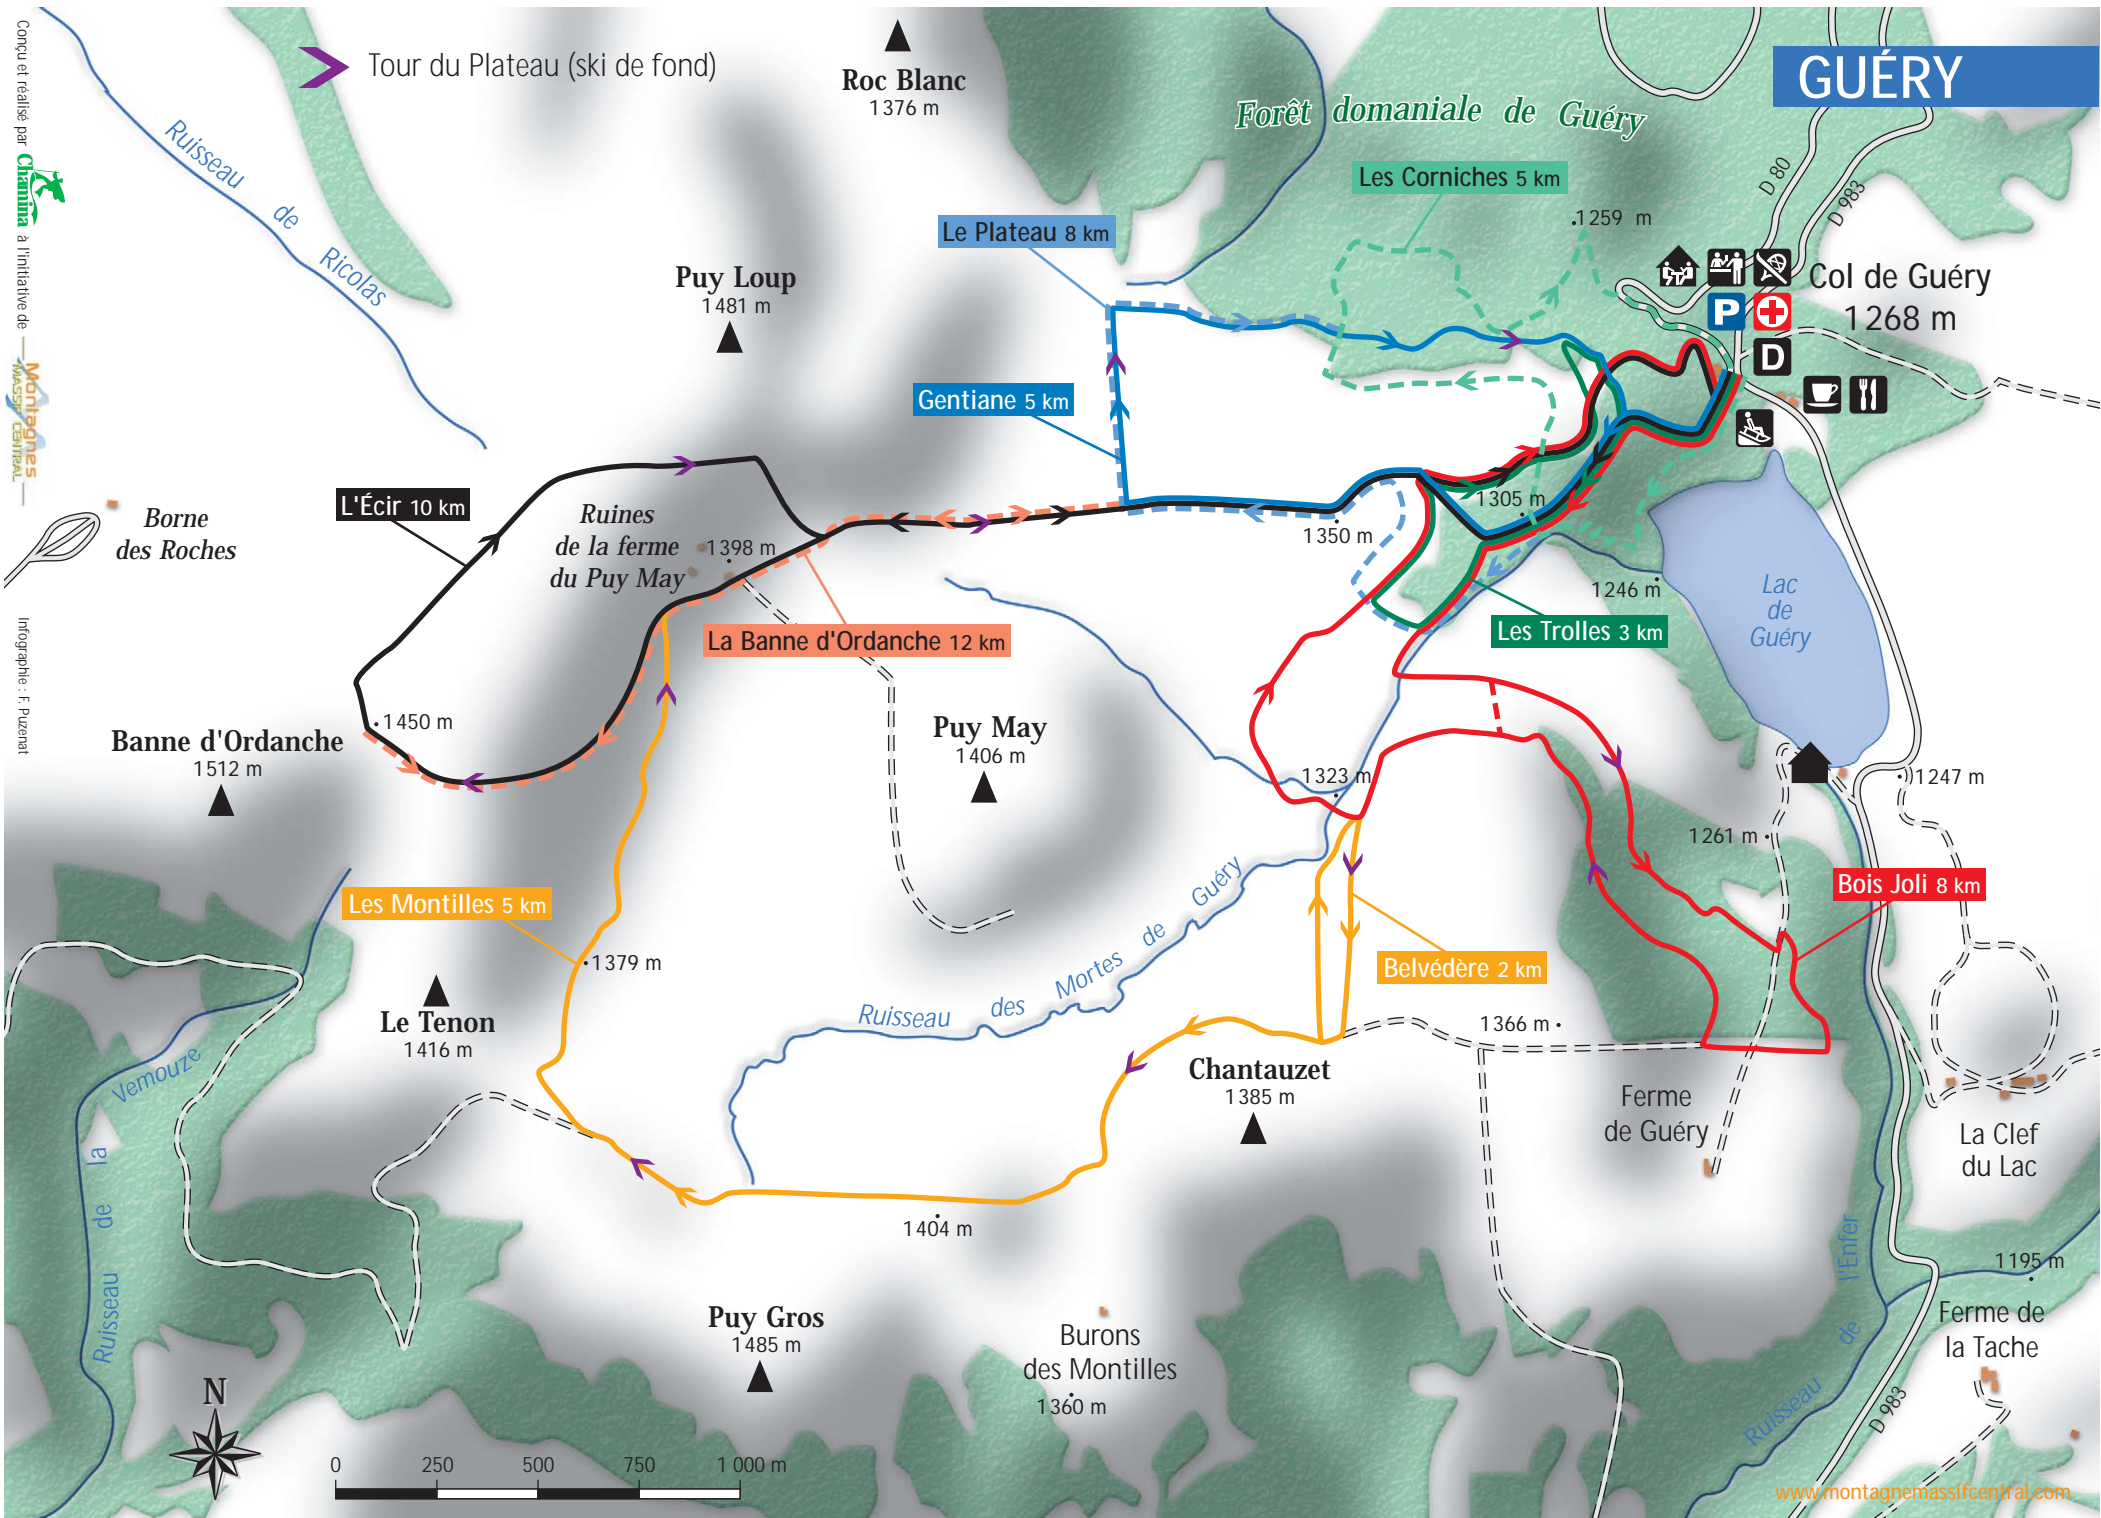 GUÉRY
Tour du Plateau (ski de fond)
Roc Blanc
1376 m
Forêt domaniale de Guéry
Les Corniches 5 km
D 80
D 983
1259 m
Ruisseau de Ricolas
Le Plateau 8 km
Puy Loup
1481 m
Col de Guéry
1268 m
P
D
Gentiane 5 km
L'Écir 10 km
Borne
des Roches
Ruines
de la ferme
du Puy May
1398 m
1305 m
1350 m
1246 m
Lac
de
Guéry
Les Trolles 3 km
La Banne d'Ordanche 12 km
1450 m
Banne d'Ordanche
1512 m
Puy May
1406 m
1323 m
1247 m
1261 m
Bois Joli 8 km
Les Montilles 5 km
1379 m
Belvédère 2 km
Ruisseau des Mortes de Guéry
Le Tenon
1416 m
1366 m
Chantauzet
1385 m
Ferme
de Guéry
La Clef
du Lac
Ruisseau de la Vemouze
1404 m
Ruisseau de l'Enfer
1195 m
Ferme de
la Tache
Puy Gros
1485 m
Burons
des Montilles
1360 m
D 983
N
0 250 500 750 1 000 m
www.montagnemassifcentral.com
Conçu et réalisé par Chamina à l'initiative de Montagnes
MASSIF CENTRAL
Infographie : F. Puzenat